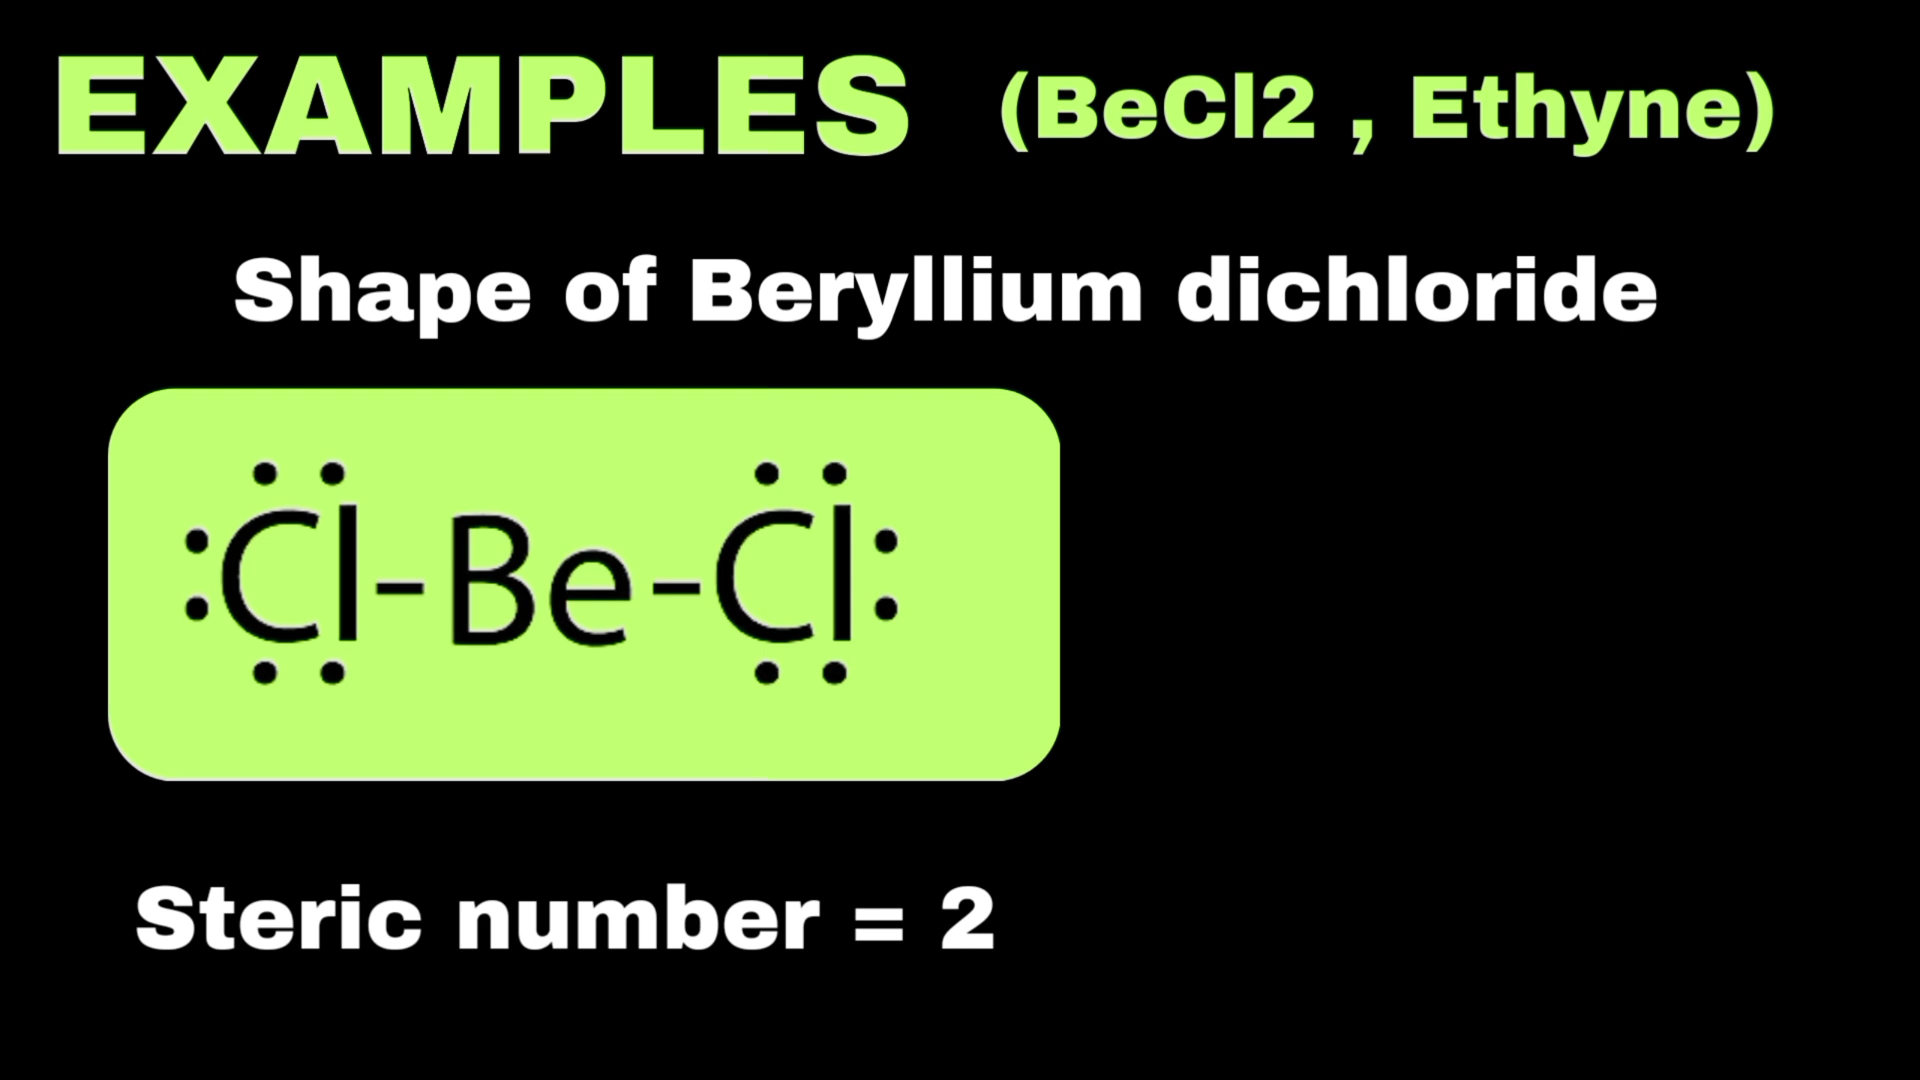 EXAMPLES (BeCl2 , Ethyne)
Shape of Beryllium dichloride
:Cl-Be-Cl:
Steric number = 2